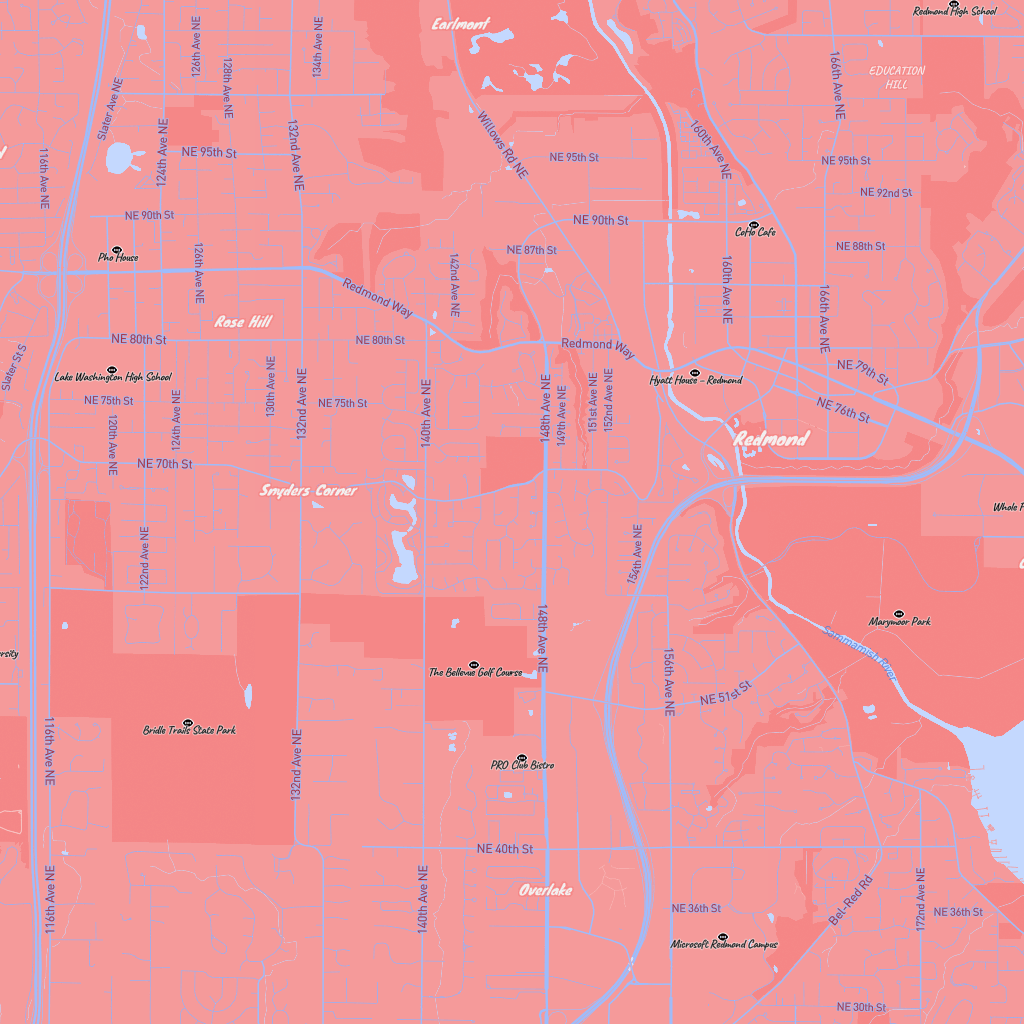 Redmond High School
Earlmont
126th Ave NE
134th Ave NE
128th Ave NE
EDUCATION
HILL
166th Ave NE
Slater Ave NE
124th Ave NE
132nd Ave NE
Willows Rd NE
160th Ave NE
116th Ave NE
NE 95th St
NE 95th St
NE 95th St
NE 92nd St
NE 90th St
NE 90th St
CoHo Cafe
Pho House
126th Ave NE
NE 87th St
NE 88th St
142nd Ave NE
160th Ave NE
166th Ave NE
Redmond Way
Rose Hill
NE 80th St
NE 80th St
Redmond Way
Slater St S
Lake Washington High School
Hyatt House - Redmond
NE 79th St
130th Ave NE
132nd Ave NE
140th Ave NE
148th Ave NE
149th Ave NE
151st Ave NE
152nd Ave NE
NE 75th St
NE 75th St
NE 76th St
120th Ave NE
124th Ave NE
Redmond
NE 70th St
Snyders Corner
Whole F
122nd Ave NE
154th Ave NE
Marymoor Park
Sammamish River
148th Ave NE
ersity
The Bellevue Golf Course
156th Ave NE
NE 51st St
Bridle Trails State Park
116th Ave NE
132nd Ave NE
PRO Club Bistro
NE 40th St
116th Ave NE
140th Ave NE
Overlake
Bel-Red Rd
172nd Ave NE
NE 36th St
NE 36th St
Microsoft Redmond Campus
NE 30th St